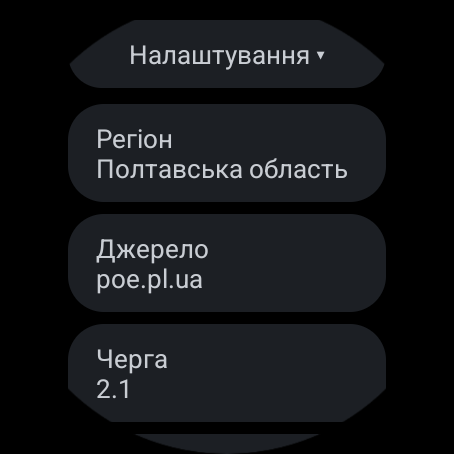 Налаштування ▾
Регіон
Полтавська область
Джерело
poe.pl.ua
Черга
2.1